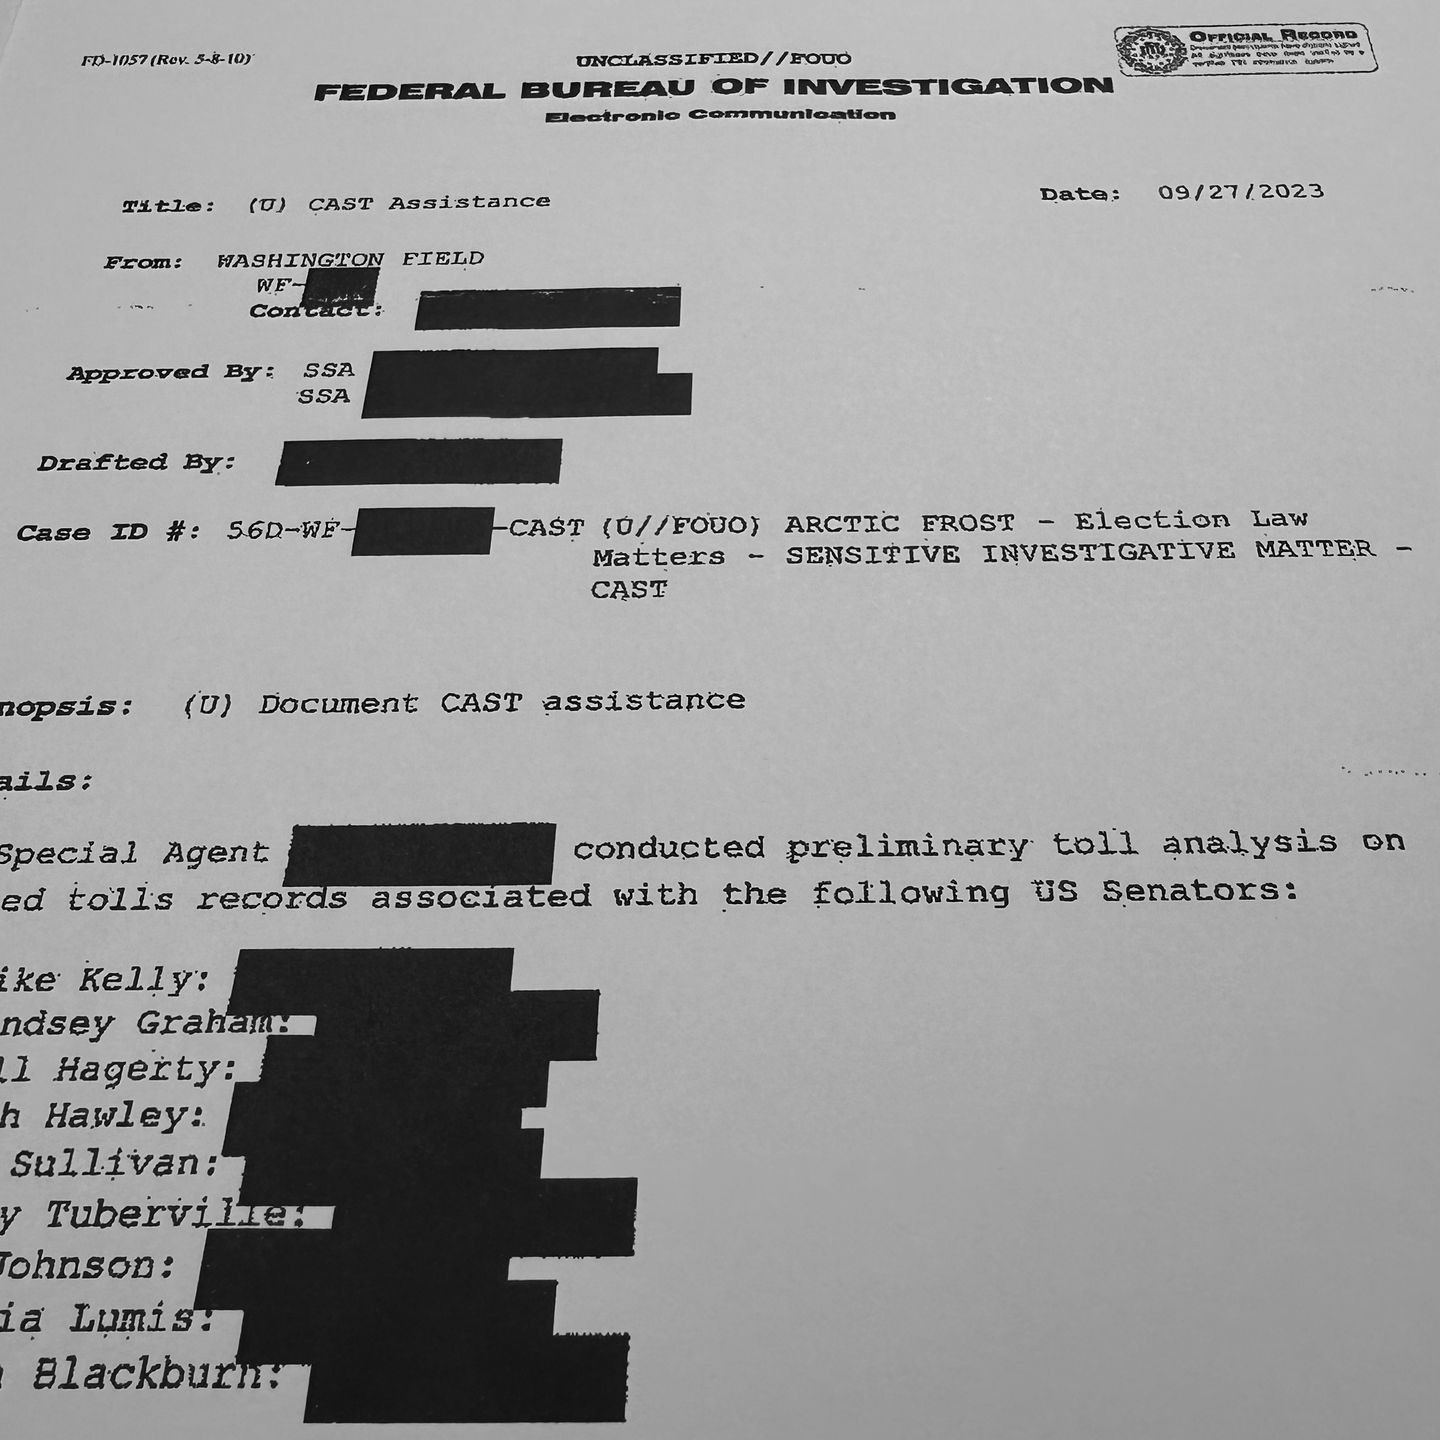 FD-1057 (Rev. 5-8-10)
UNCLASSIFIED//FOUO
OFFICIAL RECORD
FEDERAL BUREAU OF INVESTIGATION
Electronic Communication
Title: (U) CAST Assistance
Date: 09/27/2023
From: WASHINGTON FIELD
WF-
Contact:
Approved By: SSA
SSA
Drafted By:
Case ID #: 56D-WF- -CAST (U//FOUO) ARCTIC FROST - Election Law
Matters - SENSITIVE INVESTIGATIVE MATTER -
CAST
nopsis: (U) Document CAST assistance
ails:
Special Agent conducted preliminary toll analysis on
ed tolls records associated with the following US Senators:
ike Kelly:
ndsey Graham:
ll Hagerty:
h Hawley:
Sullivan:
y Tuberville:
Johnson:
ia Lumis:
Blackburn: